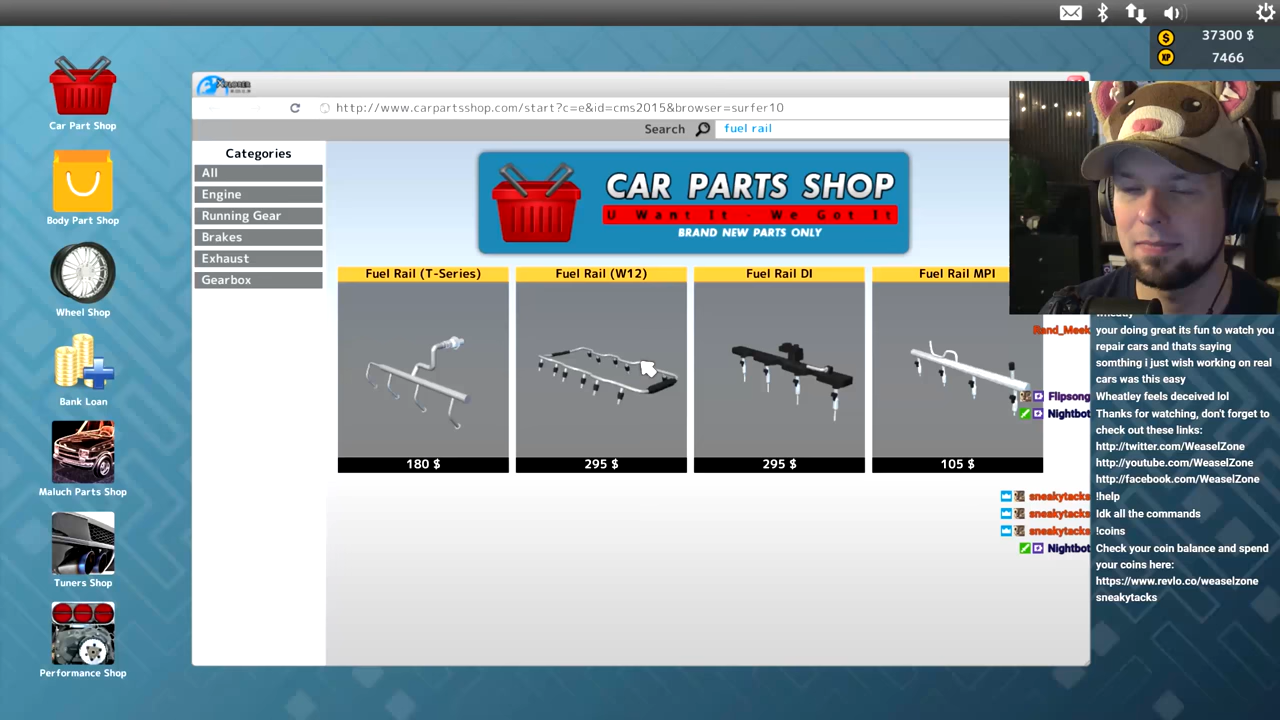 37300 $
7466
XPLORER
http://www.carpartsshop.com/start?c=e&id=cms2015&browser=surfer10
Search
fuel rail
Car Part Shop
Body Part Shop
Wheel Shop
Bank Loan
Maluch Parts Shop
Tuners Shop
Performance Shop
Categories
All
Engine
Running Gear
Brakes
Exhaust
Gearbox
CAR PARTS SHOP
U Want It - We Got It
BRAND NEW PARTS ONLY
Fuel Rail (T-Series)
180 $
Fuel Rail (W12)
295 $
Fuel Rail DI
295 $
Fuel Rail MPI
105 $
Rand_Meek your doing great its fun to watch you
repair cars and thats saying
somthing i just wish working on real
cars was this easy
Flipsong Wheatley feels deceived lol
Nightbot Thanks for watching, don't forget to
check out these links:
http://twitter.com/WeaselZone
http://youtube.com/WeaselZone
http://facebook.com/WeaselZone
sneakytacks !help
sneakytacks Idk all the commands
sneakytacks !coins
Nightbot Check your coin balance and spend
your coins here:
https://www.revlo.co/weaselzone
sneakytacks